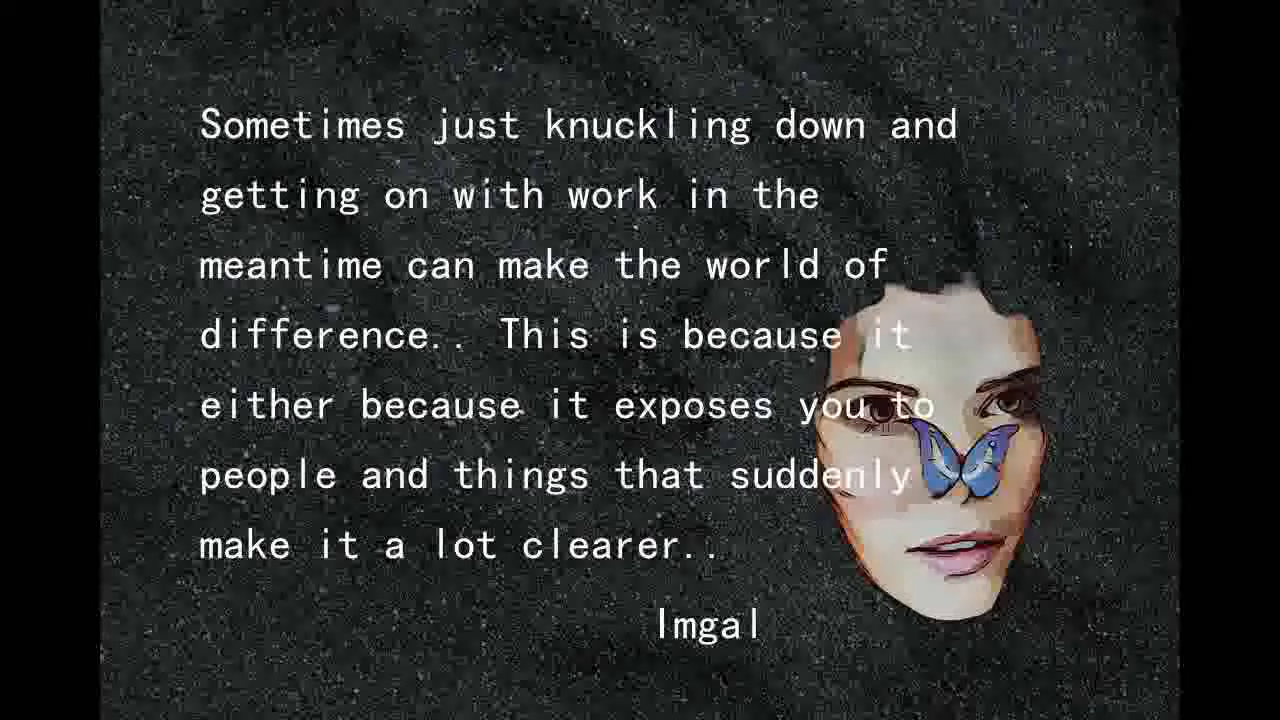 Sometimes just knuckling down and
getting on with work in the
meantime can make the world of
difference.. This is because it
either because it exposes you to
people and things that suddenly
make it a lot clearer..
Imgal